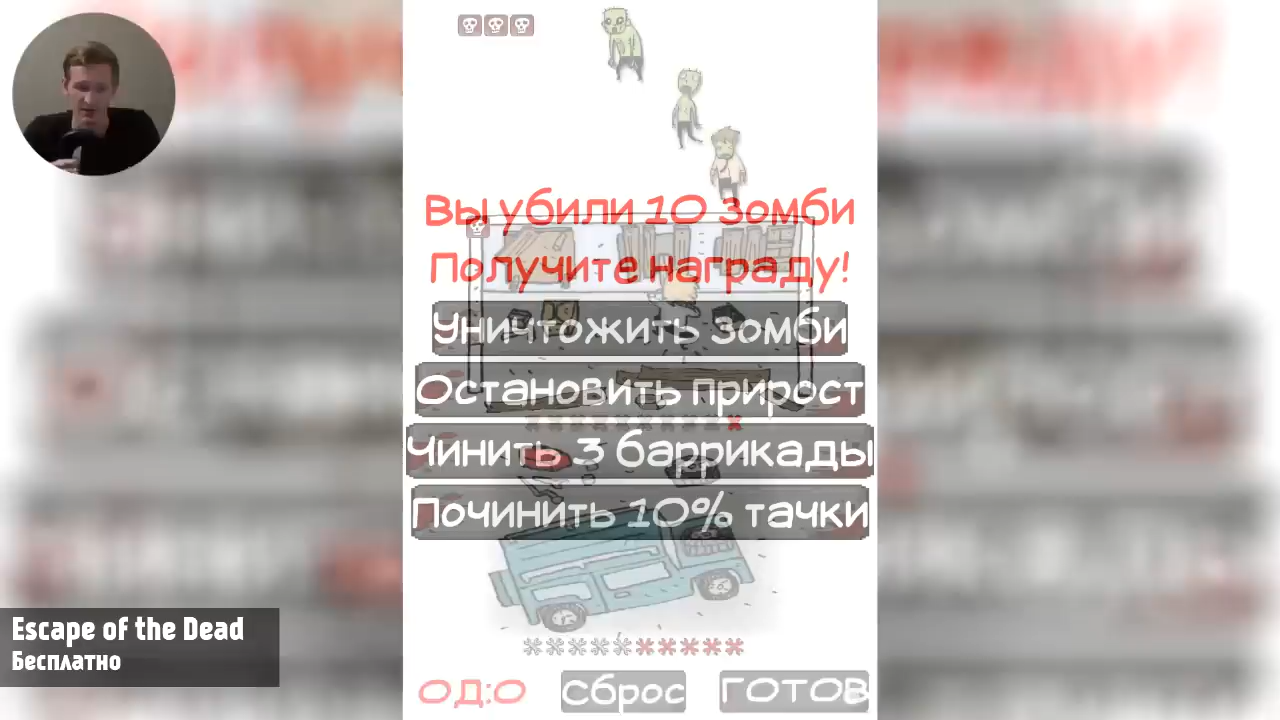 Вы убили 10 зомби
Получите награду!
Уничтожить зомби
Остановить прирост
Чинить 3 баррикады
Починить 10% тачки
Escape of the Dead
Бесплатно
ОД:0
Сброс
ГОТОВ